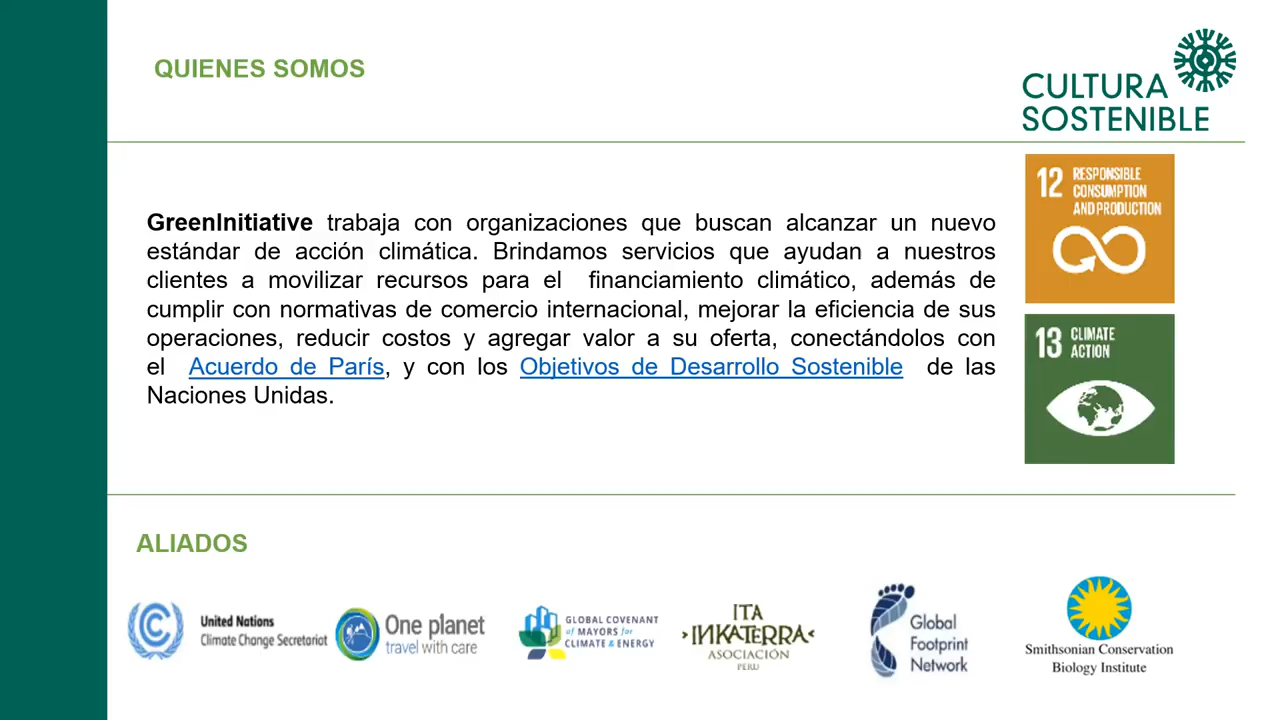 QUIENES SOMOS
CULTURA
SOSTENIBLE
GreenInitiative trabaja con organizaciones que buscan alcanzar un nuevo
estándar de acción climática. Brindamos servicios que ayudan a nuestros
clientes a movilizar recursos para el financiamiento climático, además de
cumplir con normativas de comercio internacional, mejorar la eficiencia de sus
operaciones, reducir costos y agregar valor a su oferta, conectándolos con
el Acuerdo de París, y con los Objetivos de Desarrollo Sostenible de las
Naciones Unidas.
12 RESPONSIBLE
CONSUMPTION
AND PRODUCTION
13 CLIMATE
ACTION
ALIADOS
United Nations
Climate Change Secretariat
One planet
travel with care
GLOBAL COVENANT
of MAYORS for
CLIMATE & ENERGY
ITA
INKATERRA
ASOCIACIÓN
PERÚ
Global
Footprint
Network
Smithsonian Conservation
Biology Institute